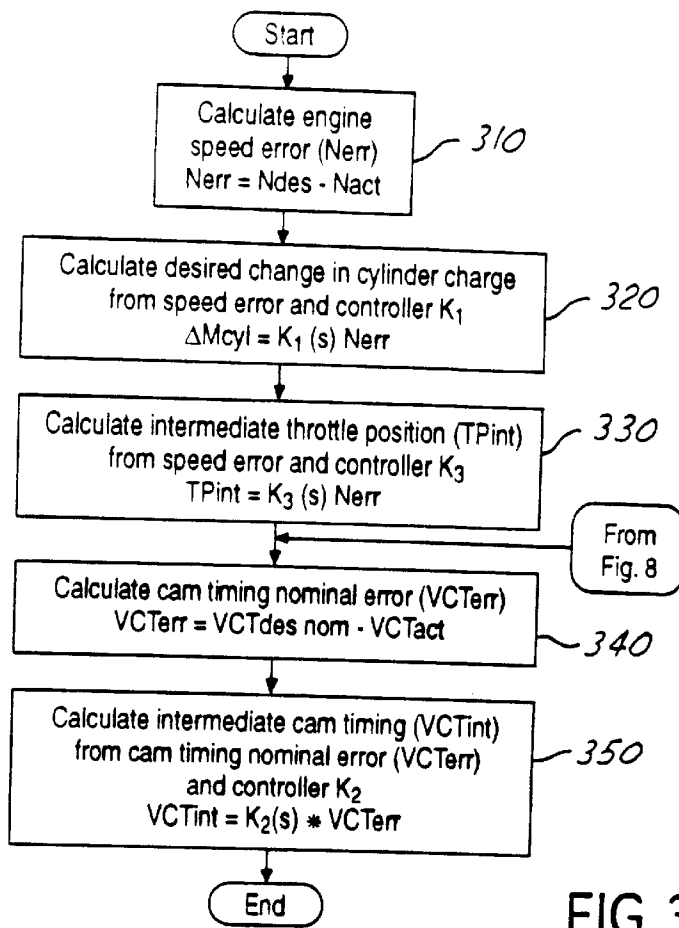 Start
Calculate engine
speed error (Nerr)
Nerr = Ndes - Nact
310
Calculate desired change in cylinder charge
from speed error and controller K₁
ΔMcyl = K₁ (s) Nerr
320
Calculate intermediate throttle position (TPint)
from speed error and controller K₃
TPint = K₃ (s) Nerr
330
From
Fig. 8
Calculate cam timing nominal error (VCTerr)
VCTerr = VCTdes nom - VCTact
340
Calculate intermediate cam timing (VCTint)
from cam timing nominal error (VCTerr)
and controller K₂
VCTint = K₂(s) * VCTerr
350
End
FIG. 3